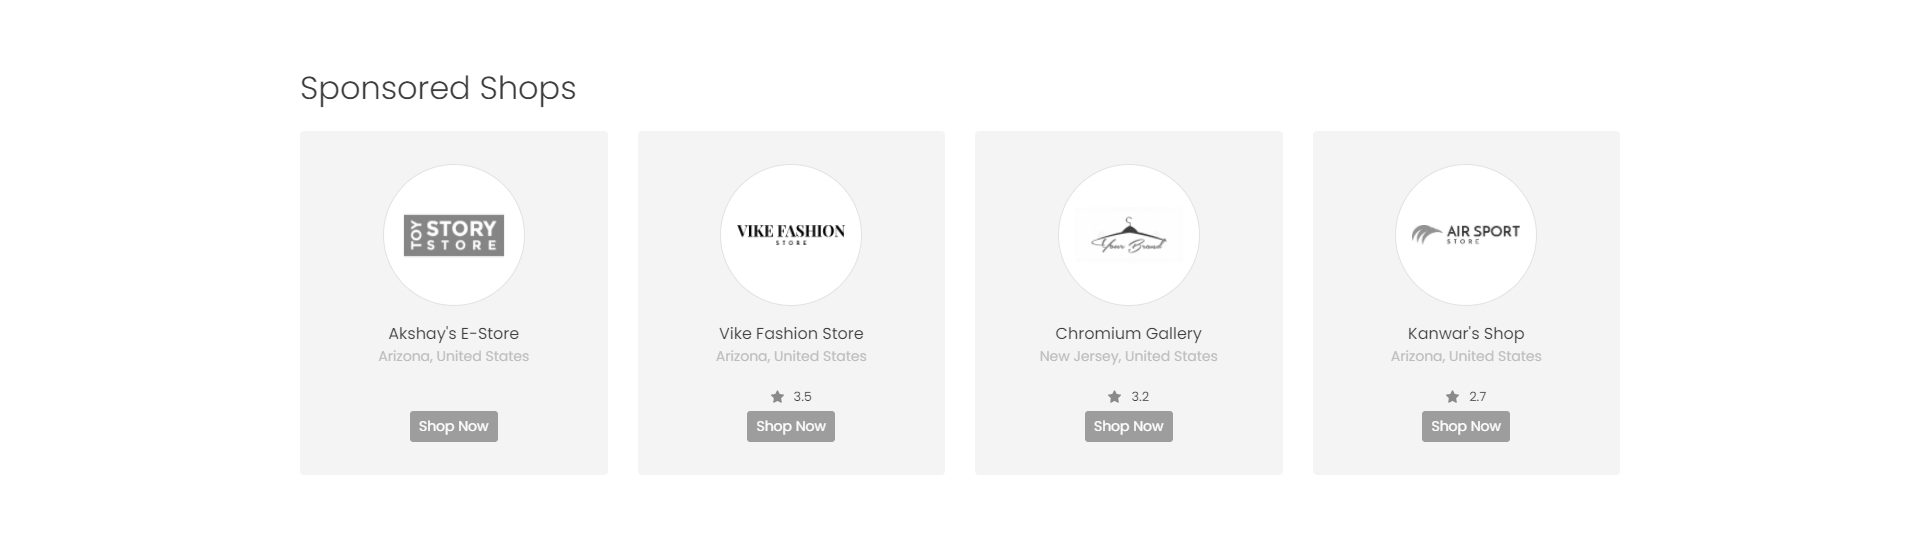 Sponsored Shops
TOY STORY
STORE
Akshay's E-Store
Arizona, United States
Shop Now
VIKE FASHION
STORE
Vike Fashion Store
Arizona, United States
3.5
Shop Now
Your Brand
Chromium Gallery
New Jersey, United States
3.2
Shop Now
AIR SPORT
STORE
Kanwar's Shop
Arizona, United States
2.7
Shop Now